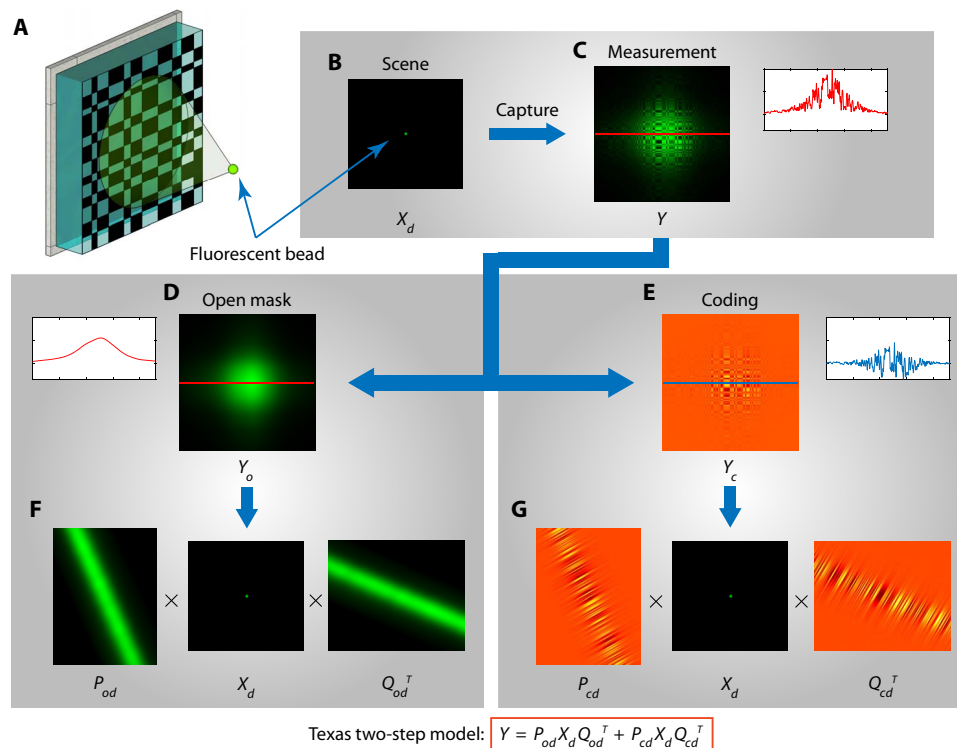 A
B
Scene
Capture
C
Measurement
X_d
Y
Fluorescent bead
D
Open mask
Y_o
E
Coding
Y_c
F
×
×
P_od
X_d
Q_od^T
G
×
×
P_cd
X_d
Q_cd^T
Texas two-step model: Y = P_od X_d Q_od^T + P_cd X_d Q_cd^T